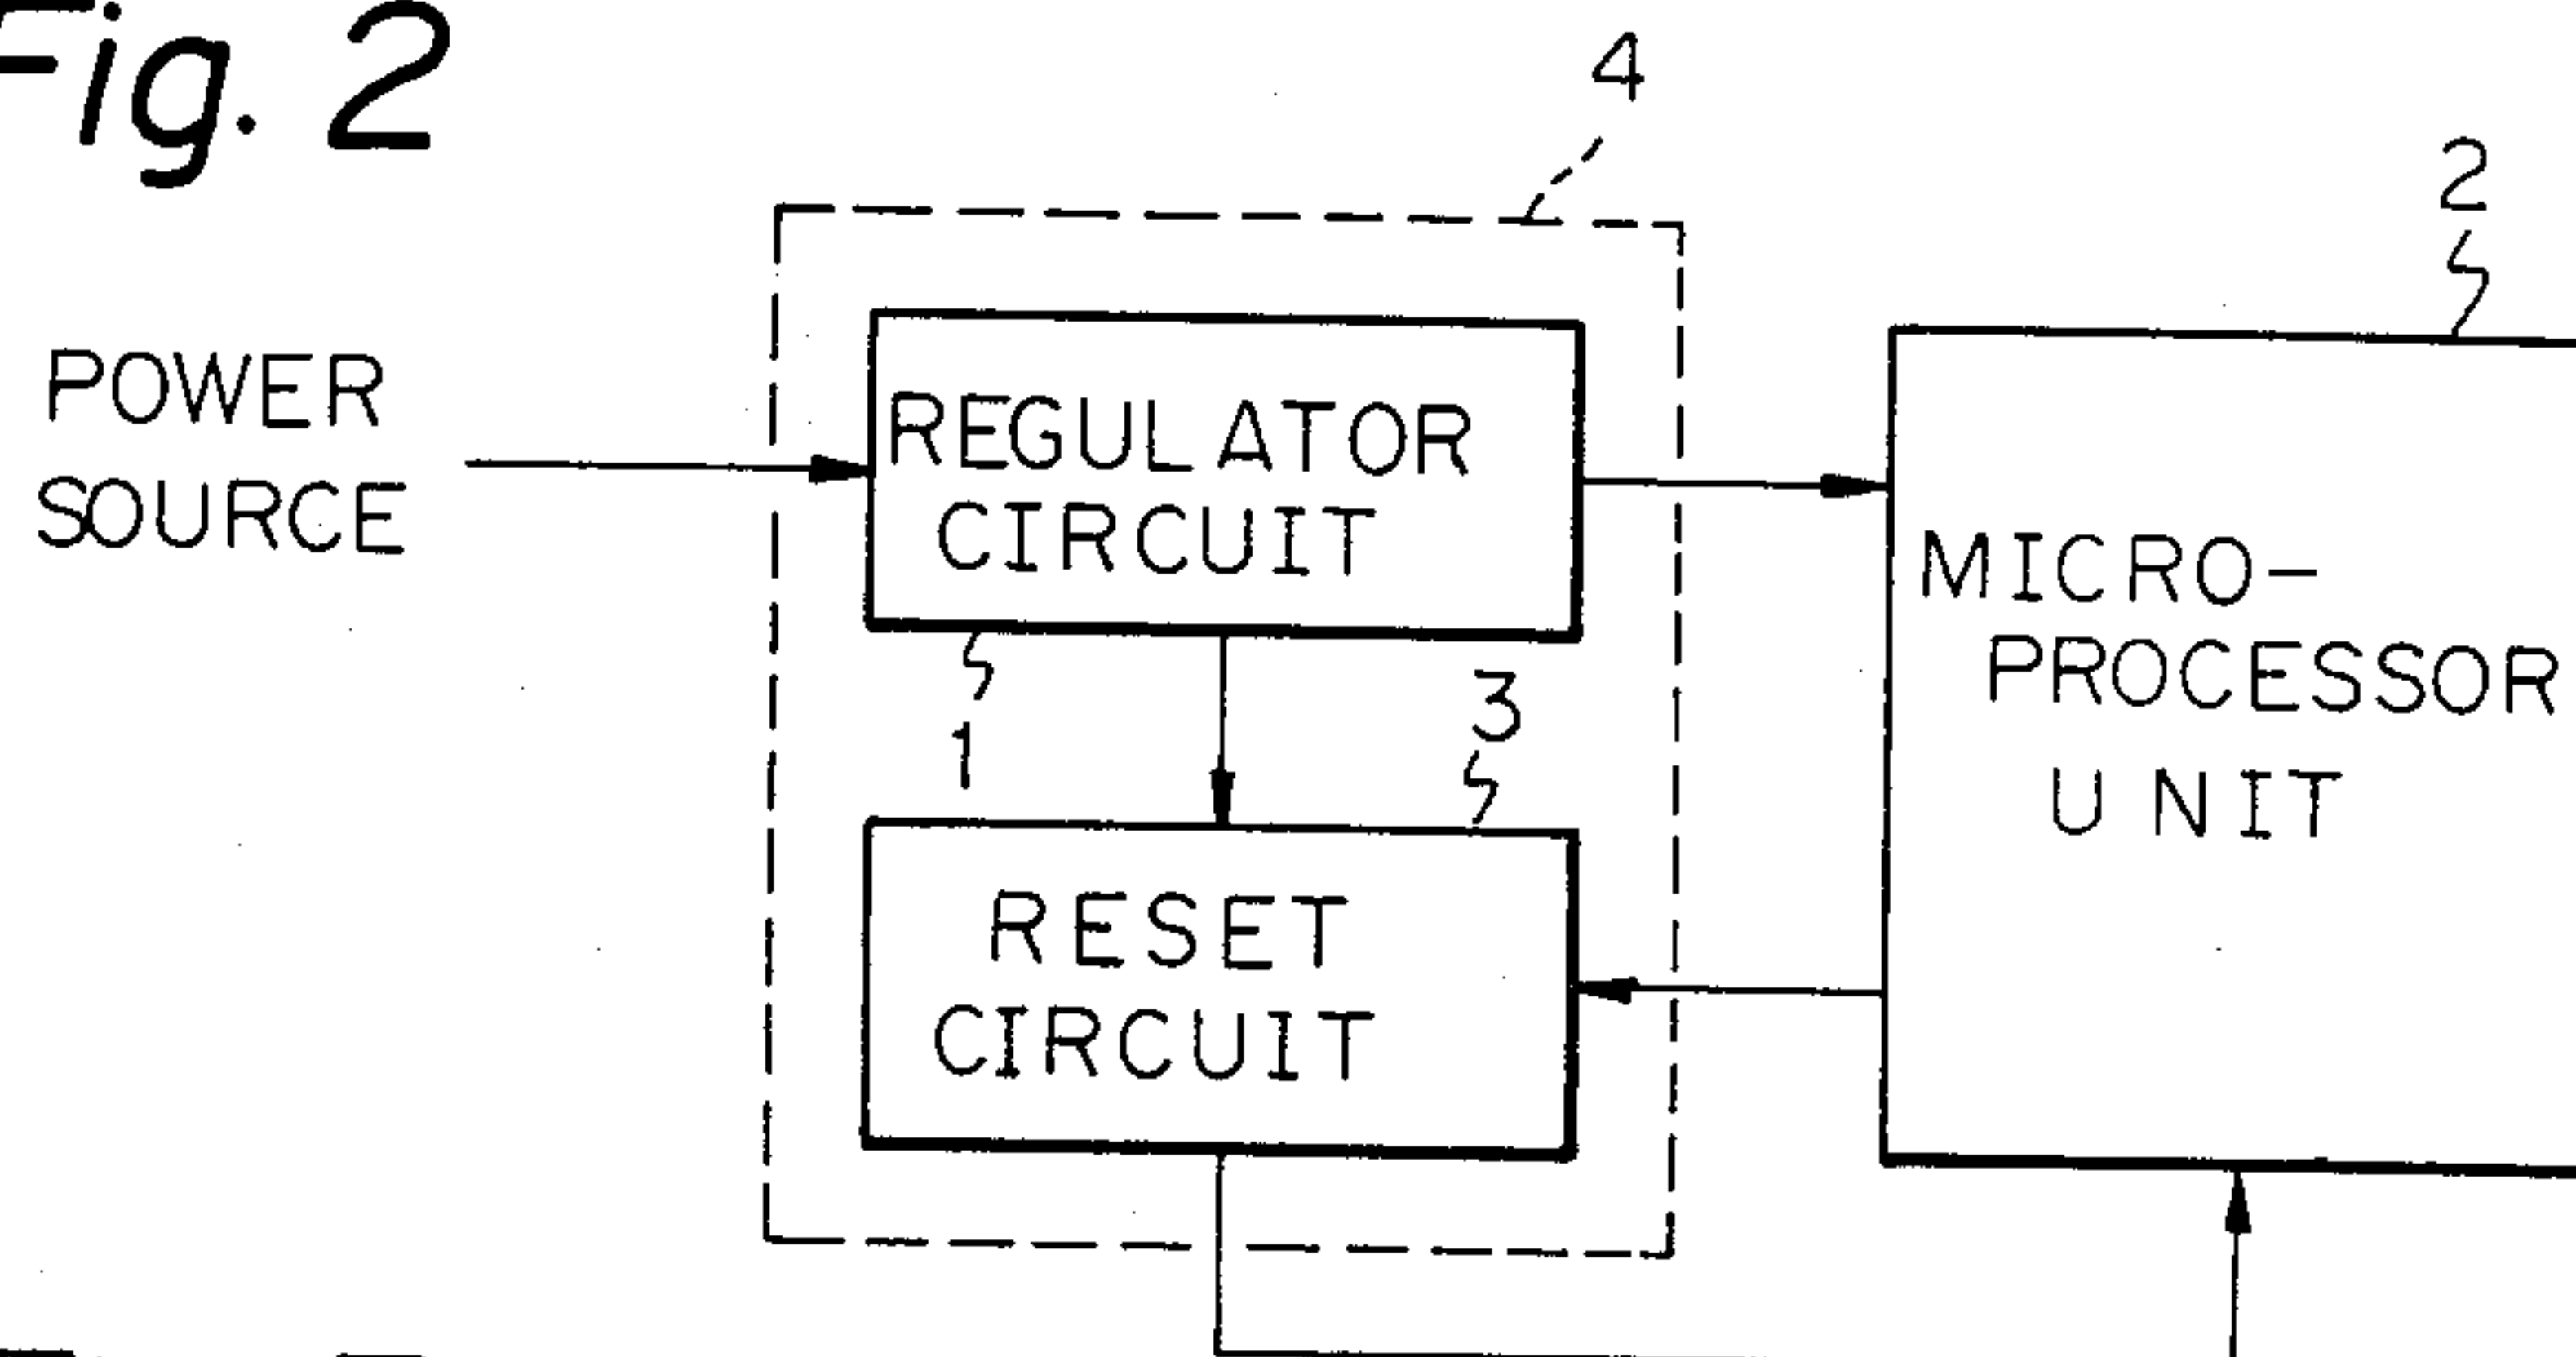 Fig. 2
4
2
POWER
SOURCE
REGULATOR
CIRCUIT
MICRO-
PROCESSOR
UNIT
1
3
RESET
CIRCUIT